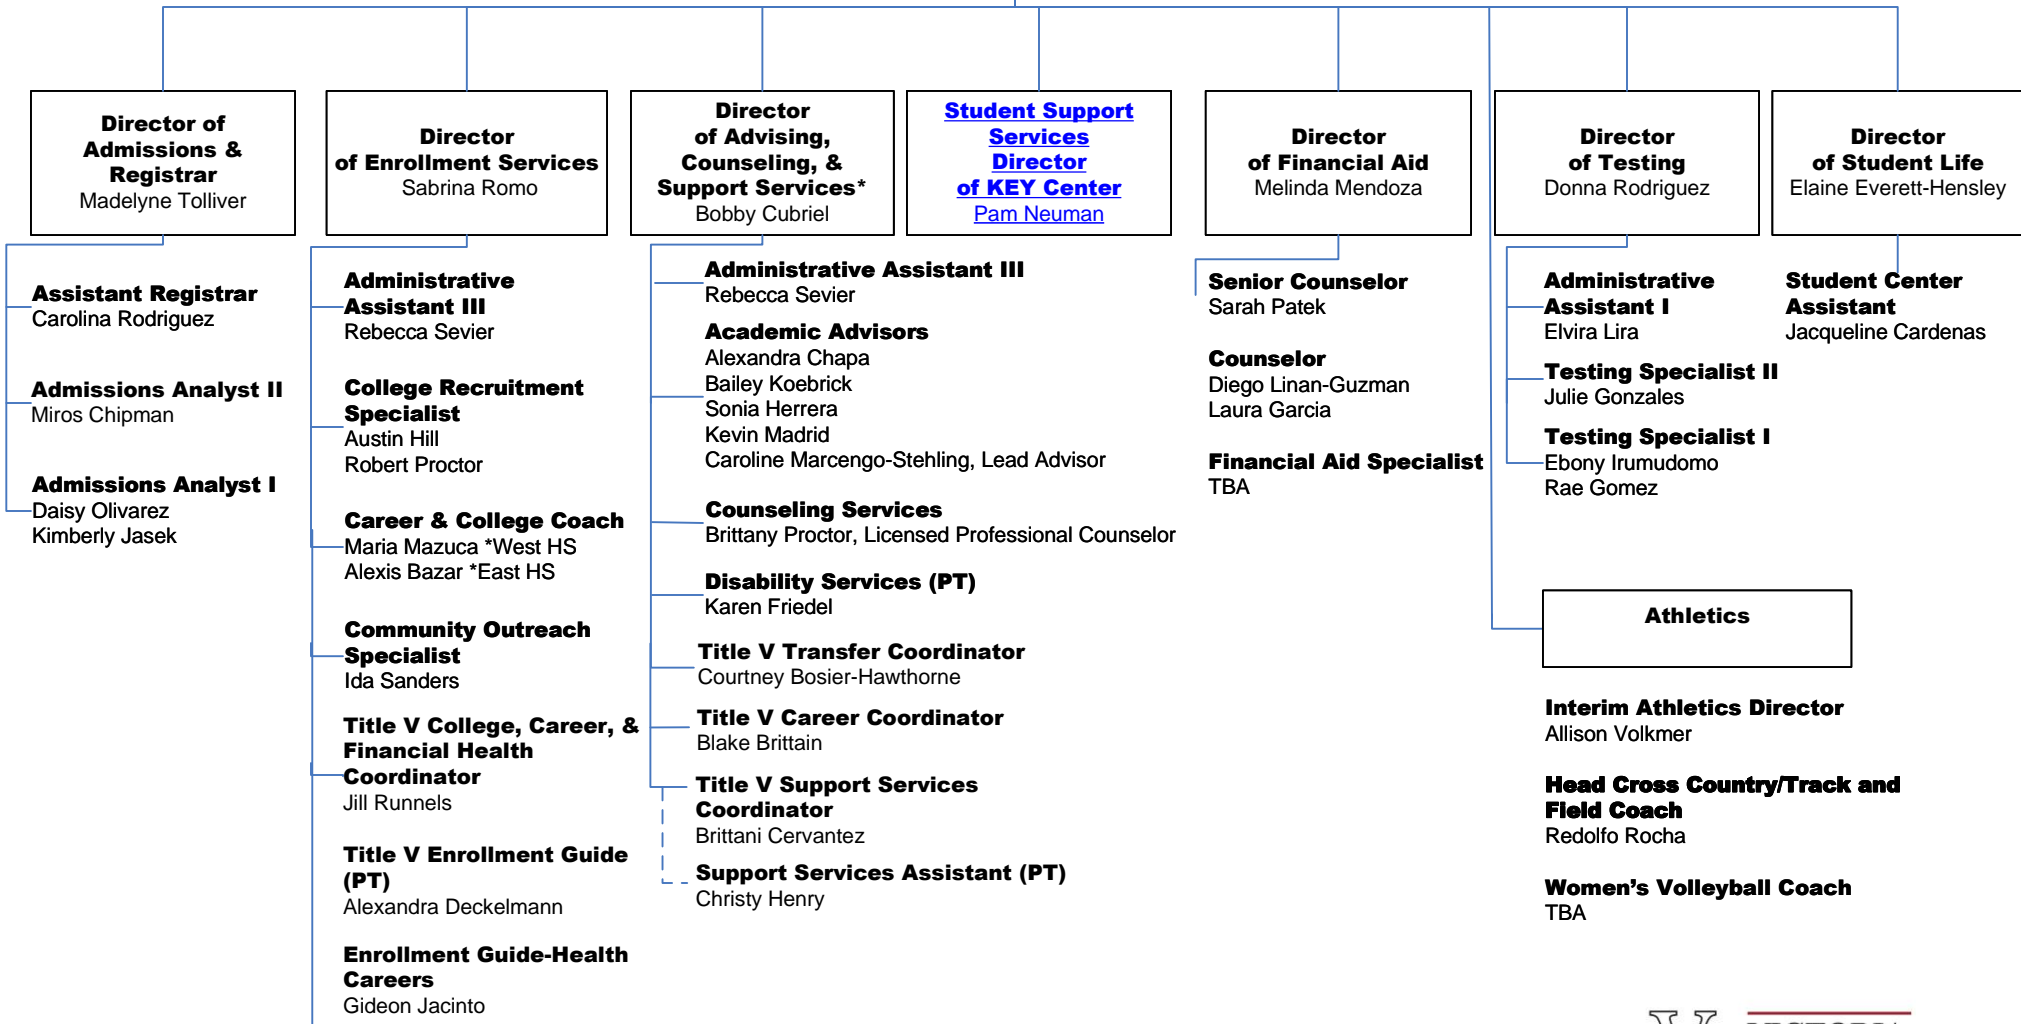 Director of
Admissions &
Registrar
Madelyne Tolliver
Director
of Enrollment Services
Sabrina Romo
Director
of Advising,
Counseling, &
Support Services*
Bobby Cubriel
Student Support
Services
Director
of KEY Center
Pam Neuman
Director
of Financial Aid
Melinda Mendoza
Director
of Testing
Donna Rodriguez
Director
of Student Life
Elaine Everett-Hensley
Assistant Registrar
Carolina Rodriguez
Admissions Analyst II
Miros Chipman
Admissions Analyst I
Daisy Olivarez
Kimberly Jasek
Administrative
Assistant III
Rebecca Sevier
College Recruitment
Specialist
Austin Hill
Robert Proctor
Career & College Coach
Maria Mazuca *West HS
Alexis Bazar *East HS
Community Outreach
Specialist
Ida Sanders
Title V College, Career, &
Financial Health
Coordinator
Jill Runnels
Title V Enrollment Guide
(PT)
Alexandra Deckelmann
Enrollment Guide-Health
Careers
Gideon Jacinto
Administrative Assistant III
Rebecca Sevier
Academic Advisors
Alexandra Chapa
Bailey Koebrick
Sonia Herrera
Kevin Madrid
Caroline Marcengo-Stehling, Lead Advisor
Counseling Services
Brittany Proctor, Licensed Professional Counselor
Disability Services (PT)
Karen Friedel
Title V Transfer Coordinator
Courtney Bosier-Hawthorne
Title V Career Coordinator
Blake Brittain
Title V Support Services
Coordinator
Brittani Cervantez
Support Services Assistant (PT)
Christy Henry
Senior Counselor
Sarah Patek
Counselor
Diego Linan-Guzman
Laura Garcia
Financial Aid Specialist
TBA
Administrative
Assistant I
Elvira Lira
Testing Specialist II
Julie Gonzales
Testing Specialist I
Ebony Irumudomo
Rae Gomez
Student Center
Assistant
Jacqueline Cardenas
Athletics
Interim Athletics Director
Allison Volkmer
Head Cross Country/Track and
Field Coach
Redolfo Rocha
Women’s Volleyball Coach
TBA